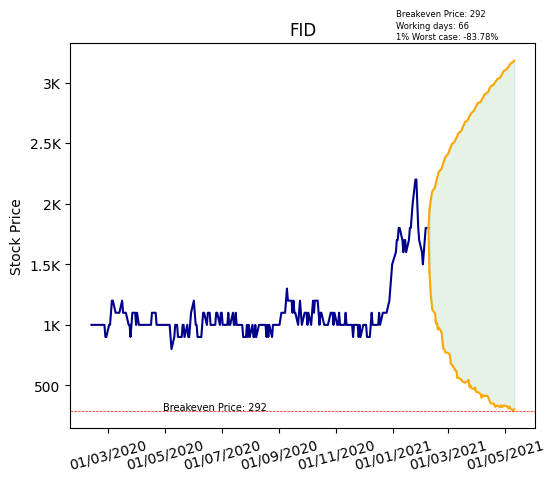 Breakeven Price: 292
Working days: 66
1% Worst case: -83.78%
FID
Stock Price
3K
2.5K
2K
1.5K
1K
500
Breakeven Price: 292
01/03/2020
01/05/2020
01/07/2020
01/09/2020
01/11/2020
01/01/2021
01/03/2021
01/05/2021